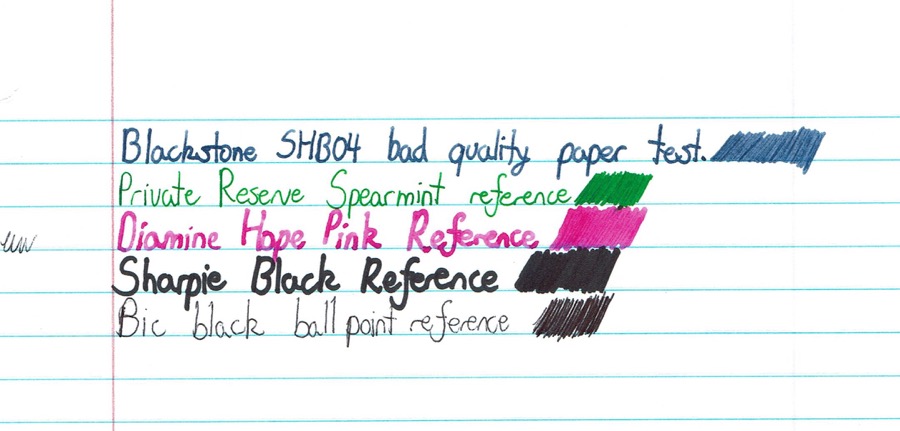 Blackstone SHB04 bad quality paper test.
Private Reserve Spearmint reference
Diamine Hope Pink Reference
Sharpie Black Reference
Bic black ball point reference